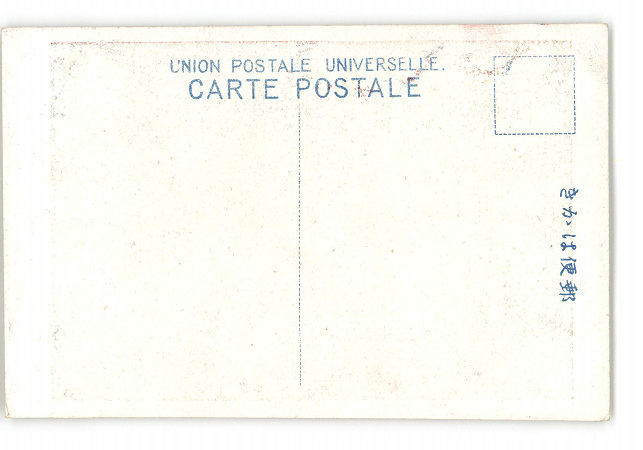 UNION POSTALE UNIVERSELLE.
CARTE POSTALE
郵便はかき